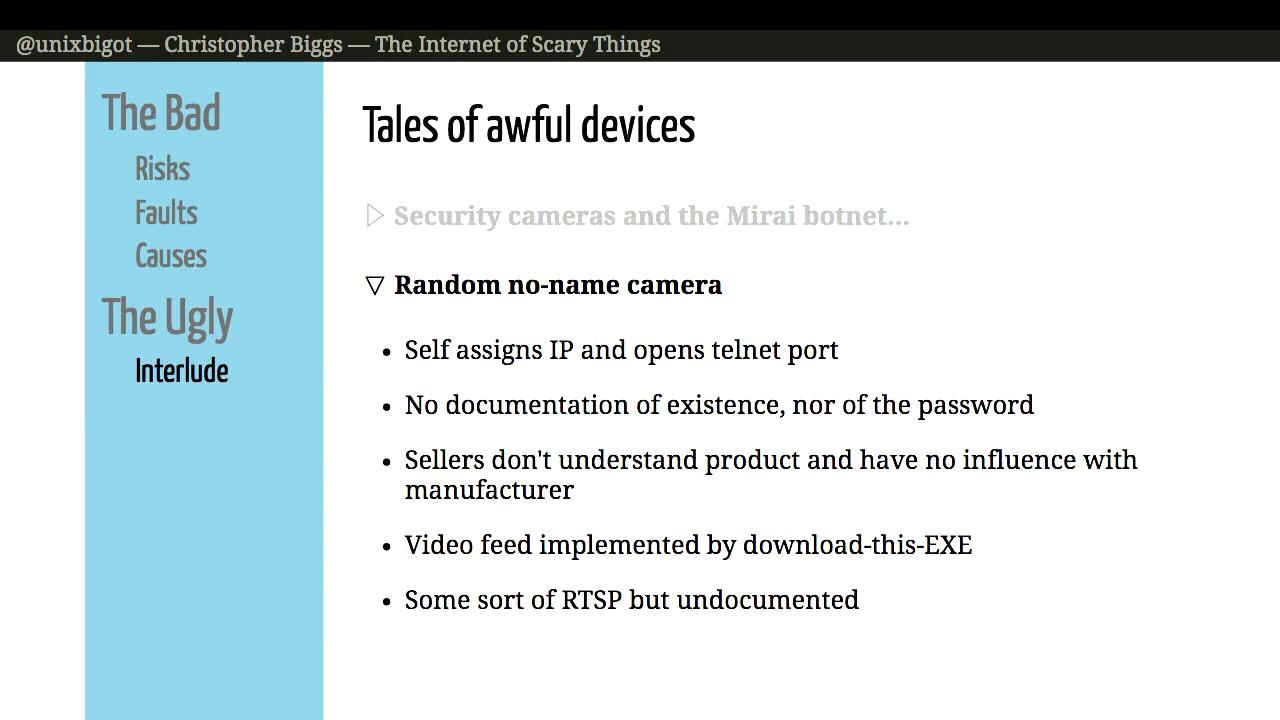 @unixbigot — Christopher Biggs — The Internet of Scary Things
The Bad
Risks
Faults
Causes
The Ugly
Interlude
Tales of awful devices
▷ Security cameras and the Mirai botnet...
▽ Random no-name camera
• Self assigns IP and opens telnet port
• No documentation of existence, nor of the password
• Sellers don't understand product and have no influence with
manufacturer
• Video feed implemented by download-this-EXE
• Some sort of RTSP but undocumented